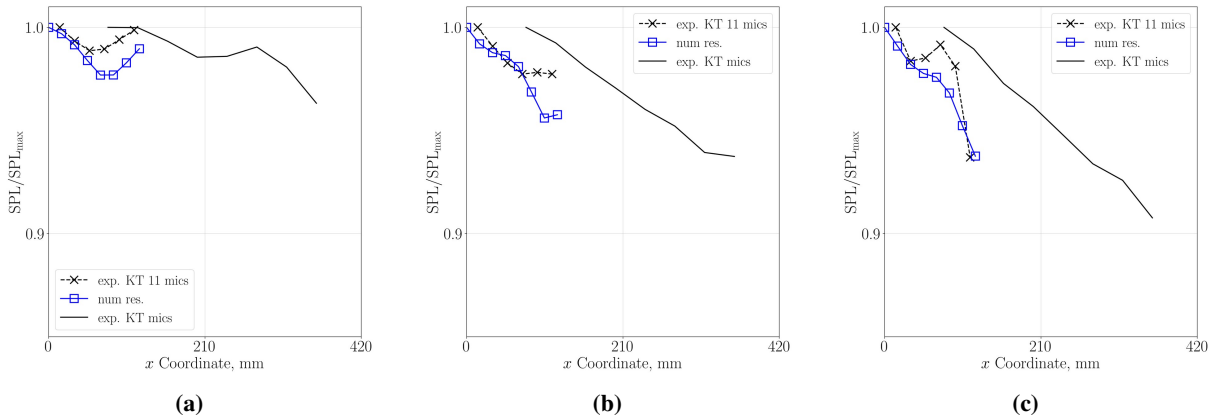 1.0
0.9
SPL/SPLmax
exp. KT 11 mics
num res.
exp. KT mics
0
210
420
x Coordinate, mm
(a)
1.0
0.9
SPL/SPLmax
exp. KT 11 mics
num res.
exp. KT mics
0
210
420
x Coordinate, mm
(b)
1.0
0.9
SPL/SPLmax
exp. KT 11 mics
num res.
exp. KT mics
0
210
420
x Coordinate, mm
(c)